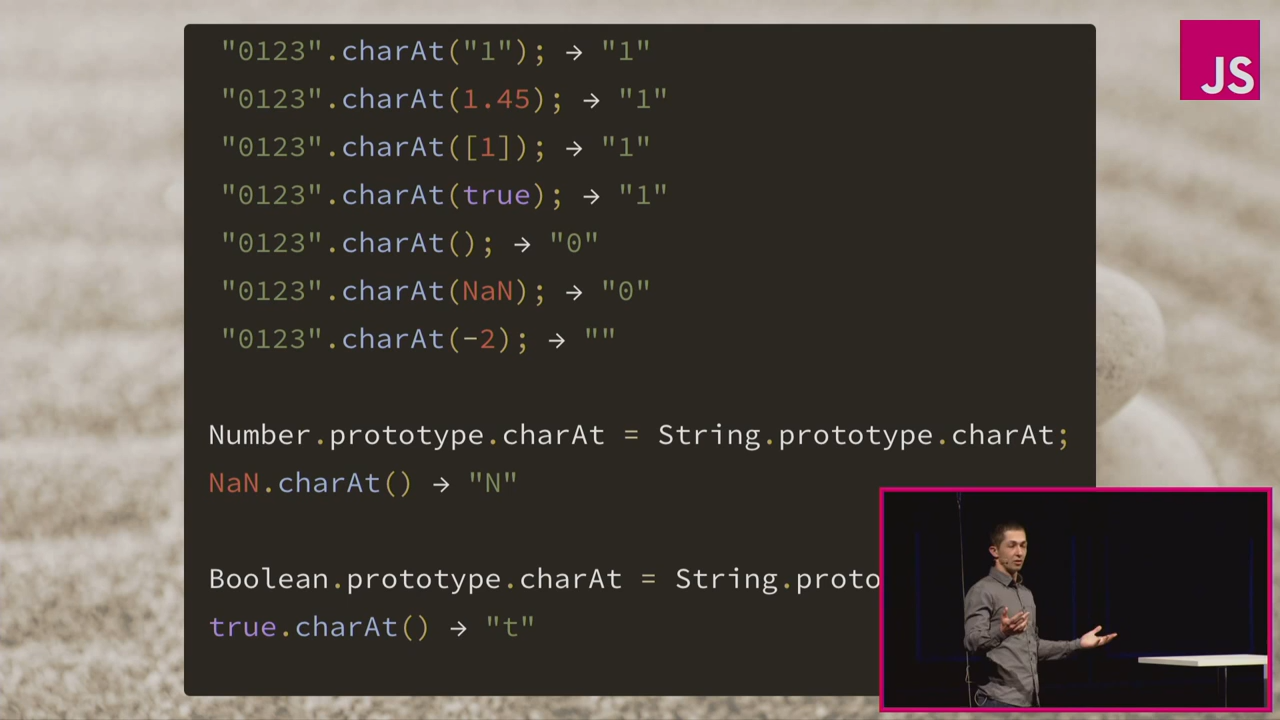 "0123".charAt("1"); → "1"
"0123".charAt(1.45); → "1"
"0123".charAt([1]); → "1"
"0123".charAt(true); → "1"
"0123".charAt(); → "0"
"0123".charAt(NaN); → "0"
"0123".charAt(-2); → ""
Number.prototype.charAt = String.prototype.charAt;
NaN.charAt() → "N"
Boolean.prototype.charAt = String.proto
true.charAt() → "t"
JS